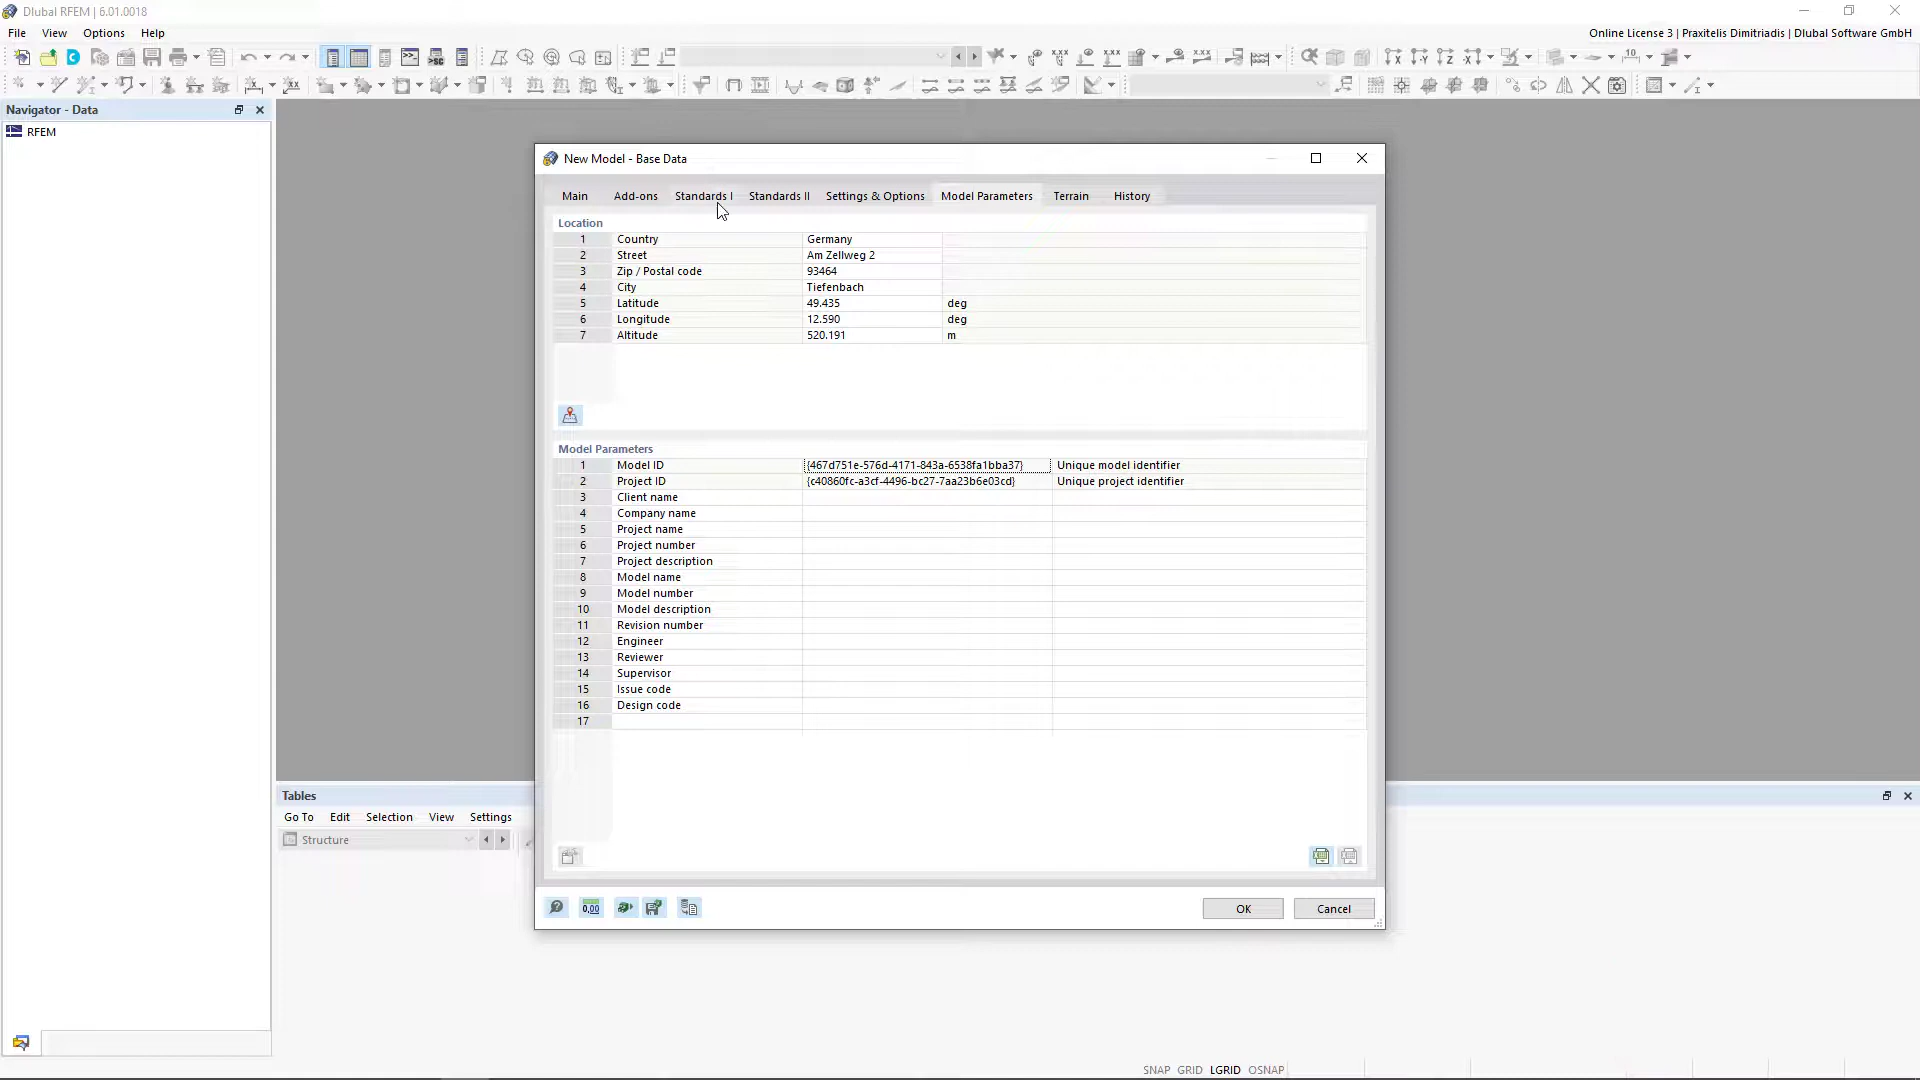 Dlubal RFEM | 6.01.0018
File View Options Help
Online License 3 | Praxitelis Dimitriadis | Dlubal Software GmbH
Navigator - Data
RFEM
New Model - Base Data
Main Add-ons Standards I Standards II Settings & Options Model Parameters Terrain History
Location
1 Country Germany
2 Street Am Zellweg 2
3 Zip / Postal code 93464
4 City Tiefenbach
5 Latitude 49.435 deg
6 Longitude 12.590 deg
7 Altitude 520.191 m
Model Parameters
1 Model ID {467d751e-576d-4171-843a-6538fa1bba37} Unique model identifier
2 Project ID {c40860fc-a3cf-4496-bc27-7aa23b6e03cd} Unique project identifier
3 Client name
4 Company name
5 Project name
6 Project number
7 Project description
8 Model name
9 Model number
10 Model description
11 Revision number
12 Engineer
13 Reviewer
14 Supervisor
15 Issue code
16 Design code
17
Tables
Go To Edit Selection View Settings
Structure
OK Cancel
SNAP GRID LGRID OSNAP